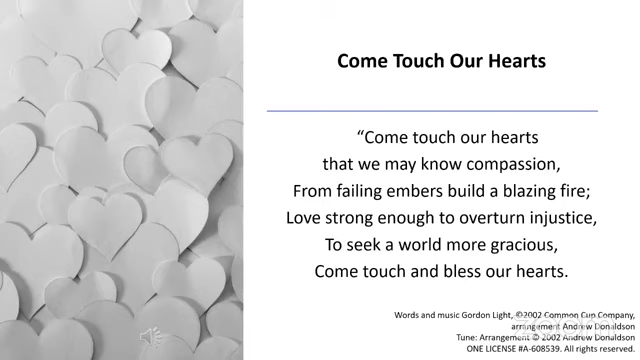 Come Touch Our Hearts
“Come touch our hearts
that we may know compassion,
From failing embers build a blazing fire;
Love strong enough to overturn injustice,
To seek a world more gracious,
Come touch and bless our hearts.
Words and music Gordon Light, ©2002 Common Cup Company,
arrangement Andrew Donaldson
Tune: Arrangement © 2002 Andrew Donaldson
ONE LICENSE #A-608539. All rights reserved.
zoom